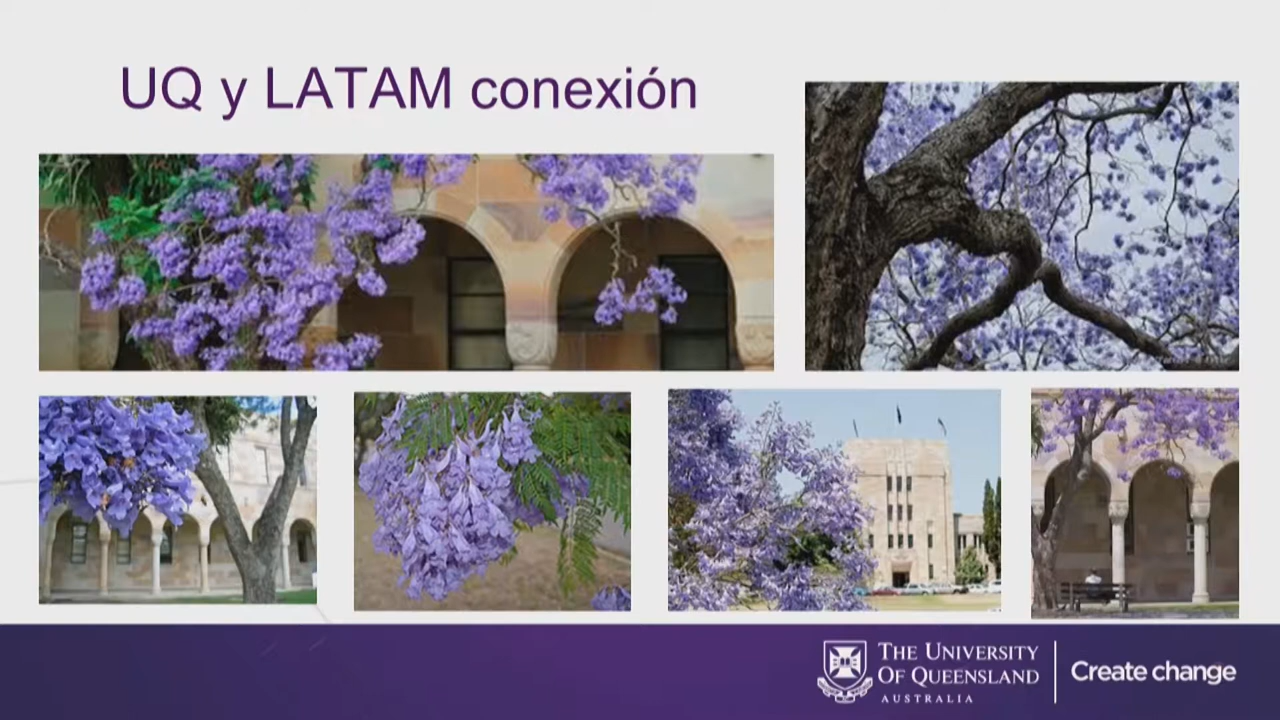 UQ y LATAM conexión
THE UNIVERSITY
OF QUEENSLAND
AUSTRALIA
Create change